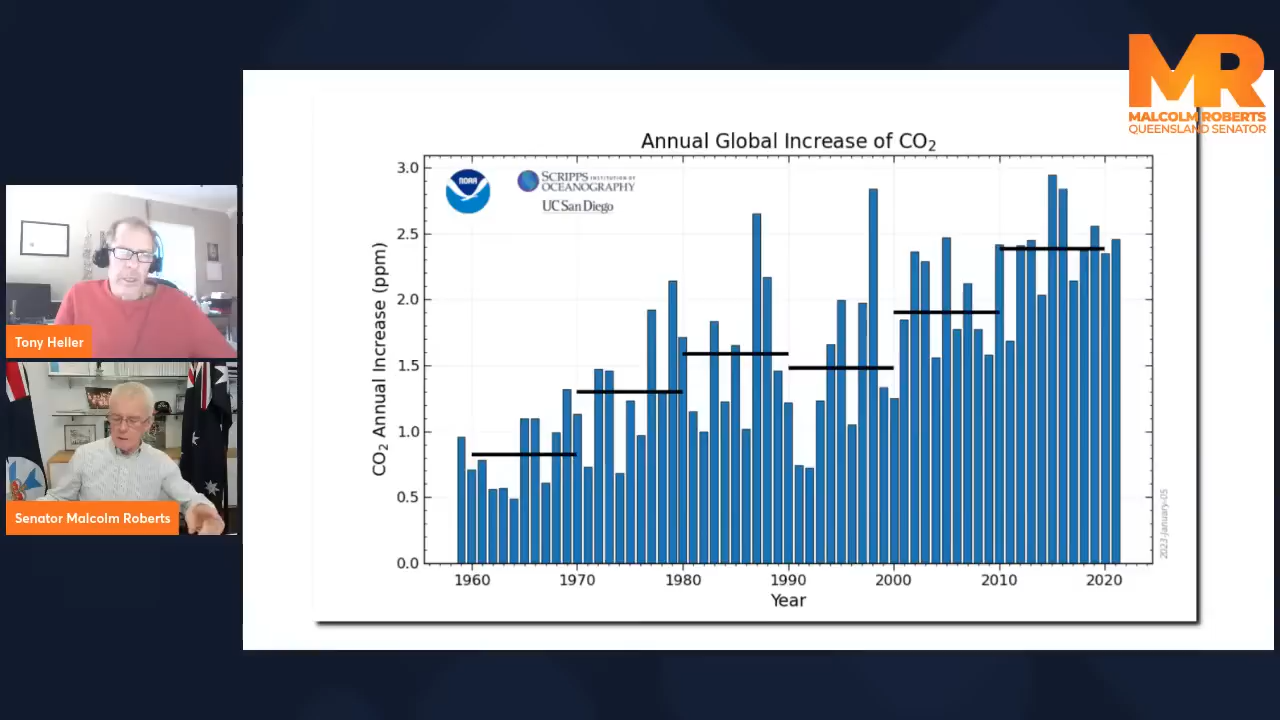 MR
MALCOLM ROBERTS
QUEENSLAND SENATOR
Annual Global Increase of CO₂
NOAA
SCRIPPS INSTITUTION OF
OCEANOGRAPHY
UC San Diego
CO₂ Annual Increase (ppm)
3.0
2.5
2.0
1.5
1.0
0.5
0.0
1960 1970 1980 1990 2000 2010 2020
Year
2023-January-05
Tony Heller
Senator Malcolm Roberts